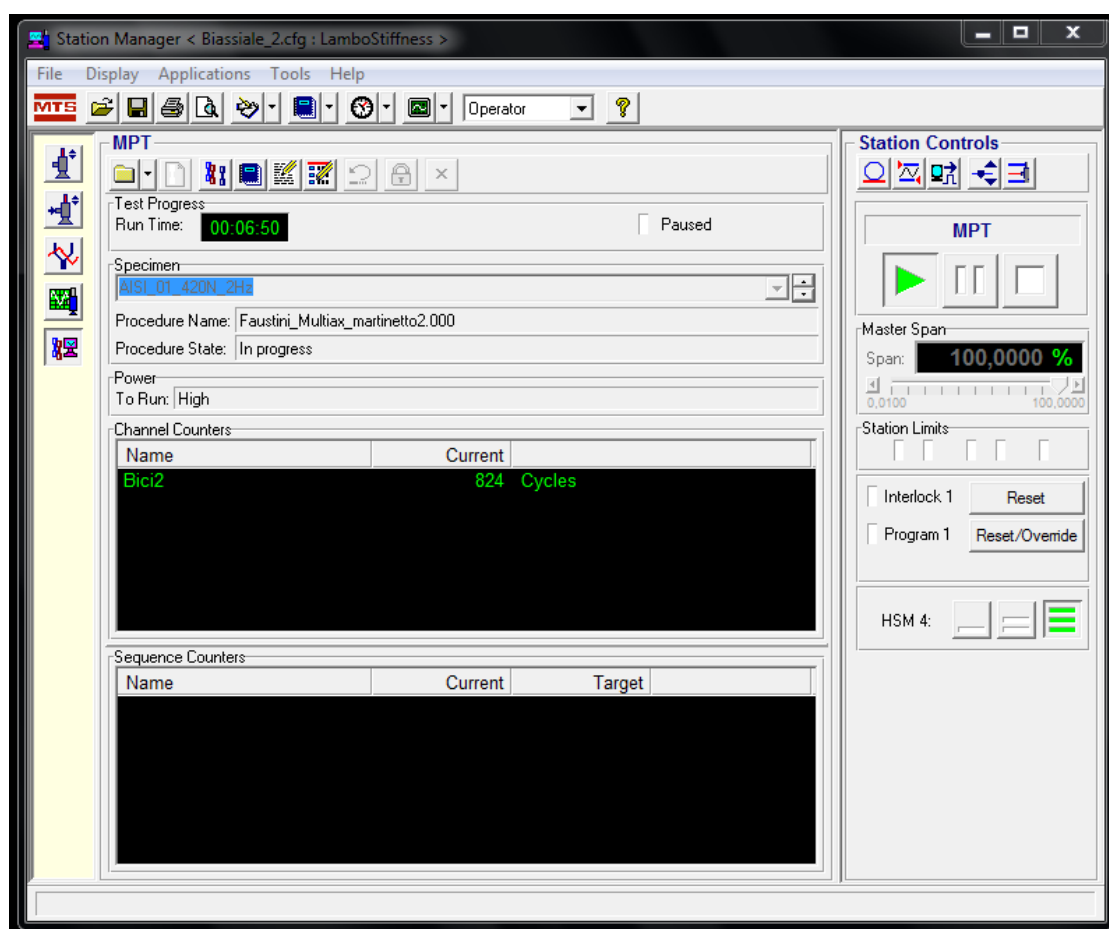 Station Manager < Biassiale_2.cfg : LamboStiffness >
File Display Applications Tools Help
MTS Operator
MPT
Test Progress
Run Time: 00:06:50 Paused
Specimen
AISI_01_420N_2Hz
Procedure Name: Faustini_Multiax_martinetto2.000
Procedure State: In progress
Power
To Run: High
Channel Counters
Name Current
Bici2 824 Cycles
Sequence Counters
Name Current Target
Station Controls
MPT
Master Span
Span: 100,0000 %
0,0100 100,0000
Station Limits
Interlock 1 Reset
Program 1 Reset/Override
HSM 4: